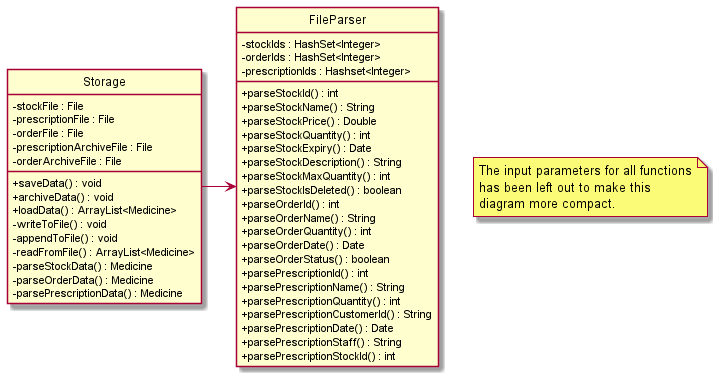 Storage
-stockFile : File
-prescriptionFile : File
-orderFile : File
-prescriptionArchiveFile : File
-orderArchiveFile : File
+saveData() : void
+archiveData() : void
+loadData() : ArrayList<Medicine>
-writeToFile() : void
-appendToFile() : void
-readFromFile() : ArrayList<Medicine>
-parseStockData() : Medicine
-parseOrderData() : Medicine
-parsePrescriptionData() : Medicine
FileParser
-stockIds : HashSet<Integer>
-orderIds : HashSet<Integer>
-prescriptionIds : Hashset<Integer>
+parseStockId() : int
+parseStockName() : String
+parseStockPrice() : Double
+parseStockQuantity() : int
+parseStockExpiry() : Date
+parseStockDescription() : String
+parseStockMaxQuantity() : int
+parseStockIsDeleted() : boolean
+parseOrderId() : int
+parseOrderName() : String
+parseOrderQuantity() : int
+parseOrderDate() : Date
+parseOrderStatus() : boolean
+parsePrescriptionId() : int
+parsePrescriptionName() : String
+parsePrescriptionQuantity() : int
+parsePrescriptionCustomerId() : String
+parsePrescriptionDate() : Date
+parsePrescriptionStaff() : String
+parsePrescriptionStockId() : int
The input parameters for all functions
has been left out to make this
diagram more compact.